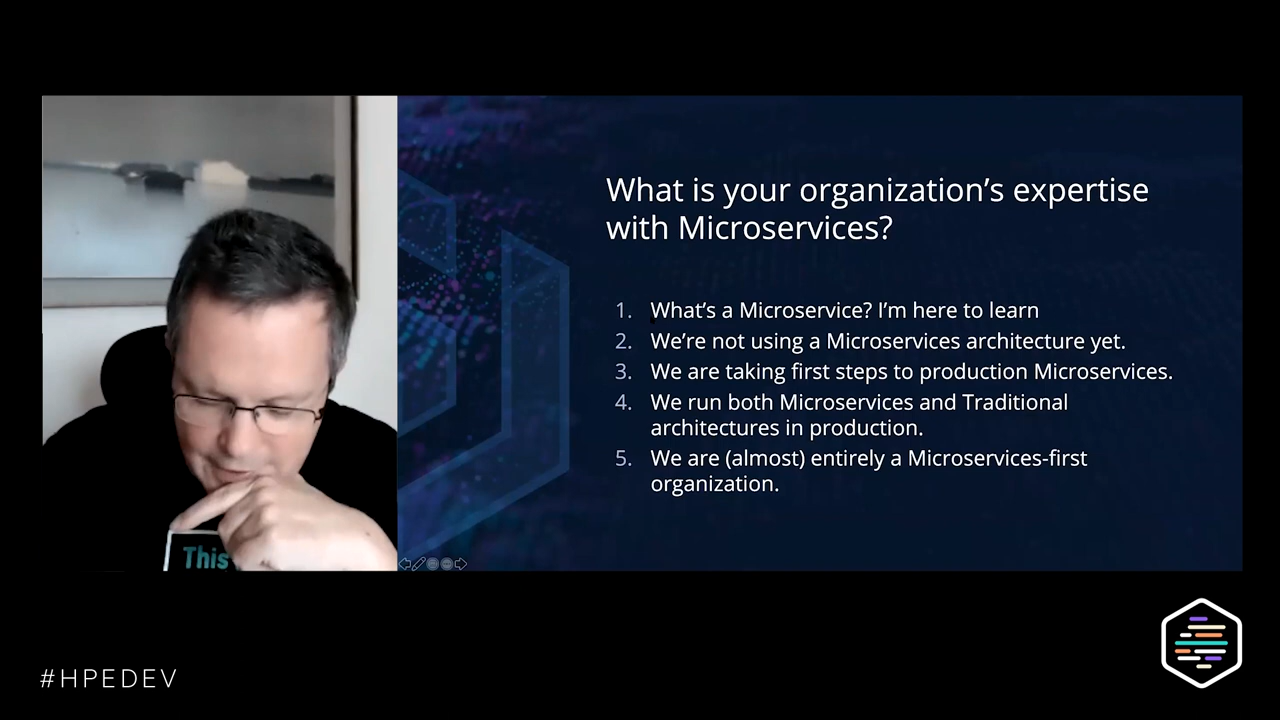 What is your organization's expertise
with Microservices?
1. What's a Microservice? I'm here to learn
2. We're not using a Microservices architecture yet.
3. We are taking first steps to production Microservices.
4. We run both Microservices and Traditional
architectures in production.
5. We are (almost) entirely a Microservices-first
organization.
This
#HPEDEV